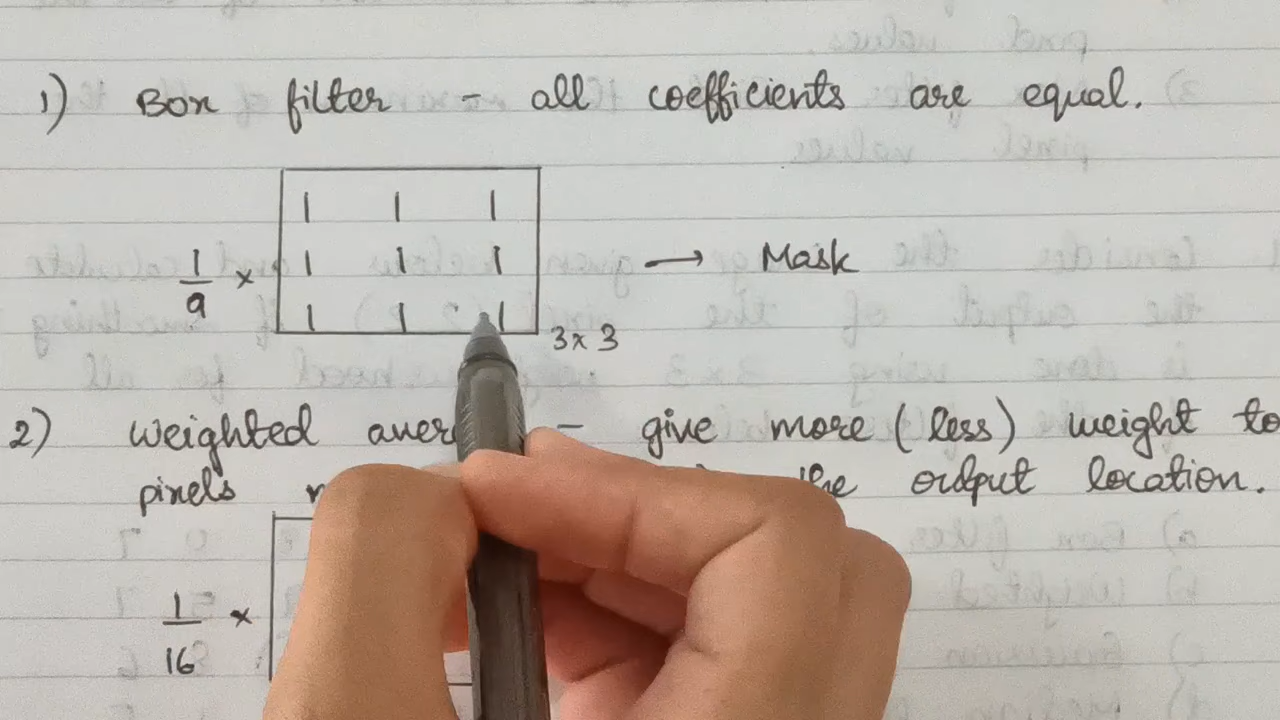 1) Box filter - all coefficients are equal.
1 1 1
1/9 × 1 1 1 → Mask
1 1 1
3x3
2) Weighted aver - give more (less) weight to
pixels the output location.
1/16 ×